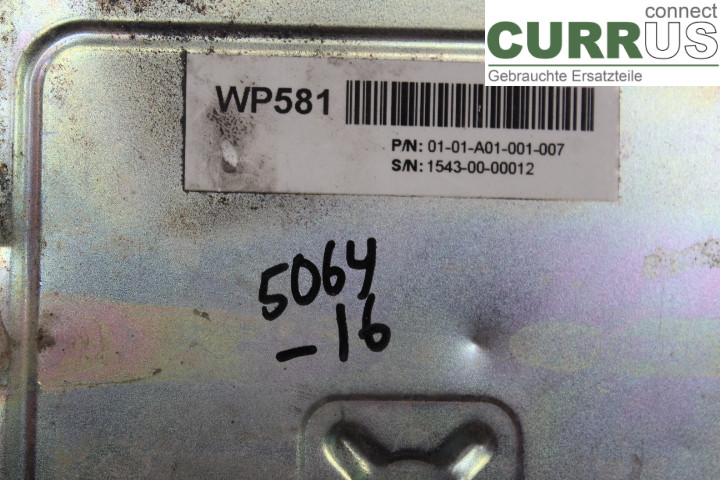 connect
CURRUS
Gebrauchte Ersatzteile
WP581
P/N: 01-01-A01-001-007
S/N: 1543-00-00012
5064
-16